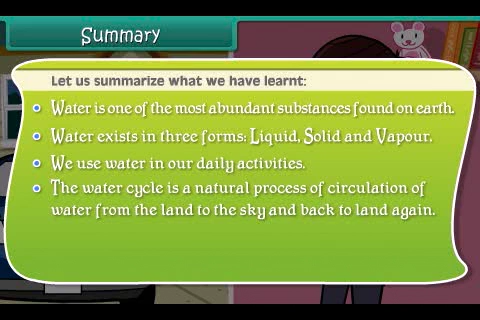 Summary
Let us summarize what we have learnt:
Water is one of the most abundant substances found on earth.
Water exists in three forms: Liquid, Solid and Vapour.
We use water in our daily activities.
The water cycle is a natural process of circulation of
water from the land to the sky and back to land again.